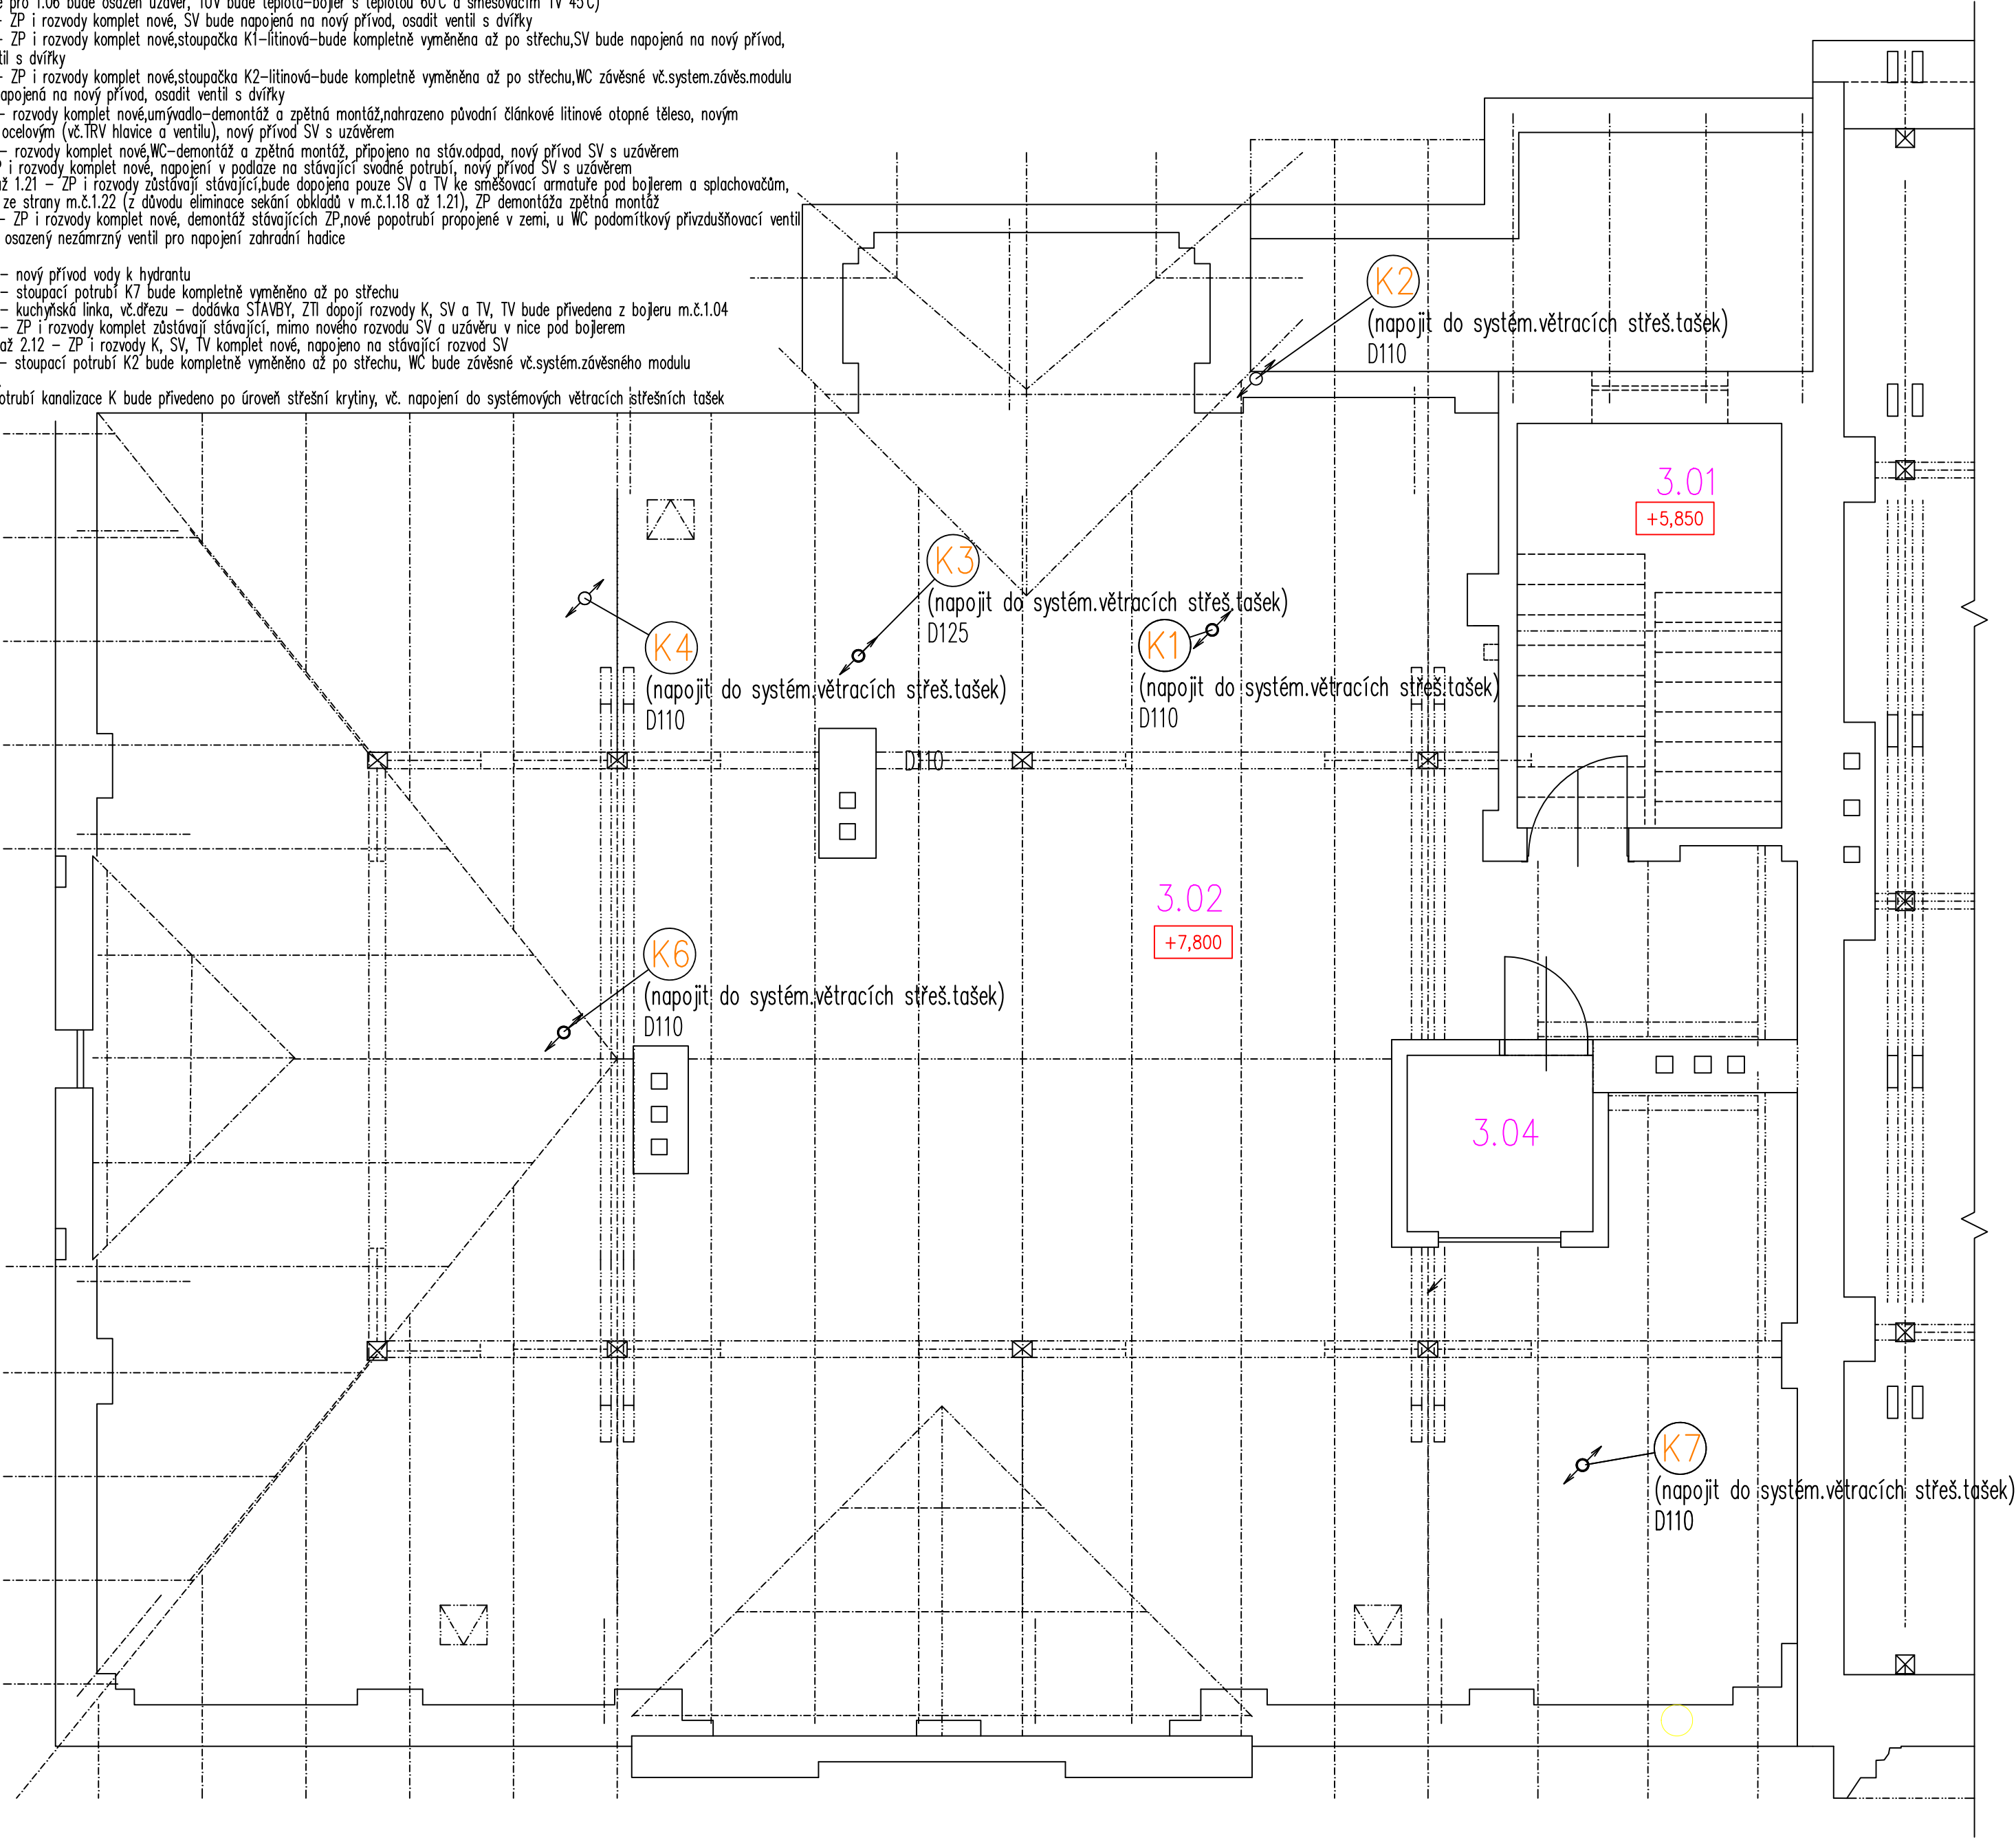 pro 1.06 bude osazen uzávěr, TUV bude teplota-bojler s teplotou 60°C a směšovacím TV 45°C)
- ZP i rozvody komplet nové, SV bude napojená na nový přívod, osadit ventil s dvířky
- ZP i rozvody komplet nové,stoupačka K1-litinová-bude kompletně vyměněna až po střechu,SV bude napojená na nový přívod,
til s dvířky
- ZP i rozvody komplet nové,stoupačka K2-litinová-bude kompletně vyměněna až po střechu,WC závěsné vč.system.závěs.modulu
apojená na nový přívod, osadit ventil s dvířky
- rozvody komplet nové,umývadlo-demontáž a zpětná montáž,nahrazeno původní článkové litinové otopné těleso, novým
ocelovým (vč.TRV hlavice a ventilu), nový přívod SV s uzávěrem
- rozvody komplet nové,WC-demontáž a zpětná montáž, připojeno na stáv.odpad, nový přívod SV s uzávěrem
P i rozvody komplet nové, napojení v podlaze na stávající svodné potrubí, nový přívod SV s uzávěrem
až 1.21 - ZP i rozvody zůstávají stávající,bude dopojena pouze SV a TV ke směšovací armatuře pod bojlerem a splachovačům,
ze strany m.č.1.22 (z důvodu eliminace sekání obkladů v m.č.1.18 až 1.21), ZP demontáža zpětná montáž
- ZP i rozvody komplet nové, demontáž stávajících ZP,nové popotrubí propojené v zemi, u WC podomítkový přivzdušňovací ventil
osazený nezámrzný ventil pro napojení zahradní hadice
- nový přívod vody k hydrantu
- stoupací potrubí K7 bude kompletně vyměněno až po střechu
- kuchyňská linka, vč.dřezu - dodávka STAVBY, ZTI dopojí rozvody K, SV a TV, TV bude přivedena z bojleru m.č.1.04
- ZP i rozvody komplet zůstávají stávající, mimo nového rozvodu SV a uzávěru v nice pod bojlerem
až 2.12 - ZP i rozvody K, SV, TV komplet nové, napojeno na stávající rozvod SV
- stoupací potrubí K2 bude kompletně vyměněno až po střechu, WC bude závěsné vč.systém.závěsného modulu
otrubí kanalizace K bude přivedeno po úroveň střešní krytiny, vč. napojení do systémových větracích střešních tašek
K2
(napojit do systém.větracích střeš.tašek)
D110
3.01
+5,850
K3
(napojit do systém.větracích střeš.tašek)
D125
K4
(napojit do systém.větracích střeš.tašek)
D110
K1
(napojit do systém.větracích střeš.tašek)
D110
D110
3.02
+7,800
K6
(napojit do systém.větracích střeš.tašek)
D110
3.04
K7
(napojit do systém.větracích střeš.tašek)
D110